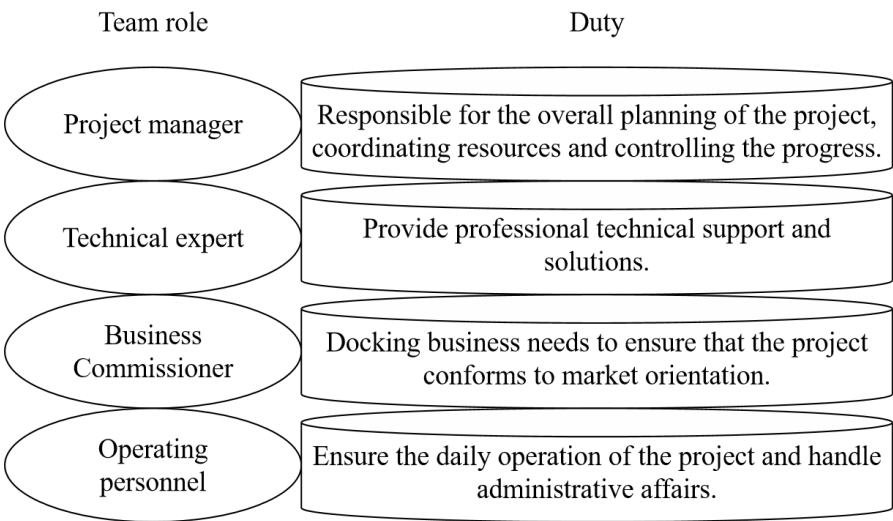 Team role
Duty
Project manager
Responsible for the overall planning of the project,
coordinating resources and controlling the progress.
Technical expert
Provide professional technical support and
solutions.
Business
Commissioner
Docking business needs to ensure that the project
conforms to market orientation.
Operating
personnel
Ensure the daily operation of the project and handle
administrative affairs.